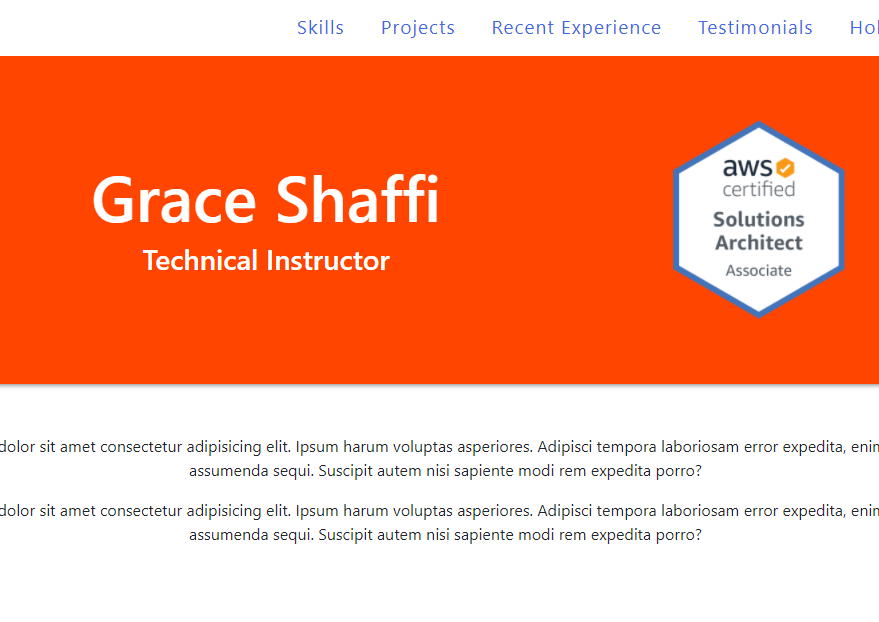 Skills Projects Recent Experience Testimonials
Grace Shaffi
Technical Instructor
aws
certified
Solutions
Architect
Associate
dolor sit amet consectetur adipisicing elit. Ipsum harum voluptas asperiores. Adipisci tempora laboriosam error expedita,
assumenda sequi. Suscipit autem nisi sapiente modi rem expedita porro?
dolor sit amet consectetur adipisicing elit. Ipsum harum voluptas asperiores. Adipisci tempora laboriosam error expedita,
assumenda sequi. Suscipit autem nisi sapiente modi rem expedita porro?